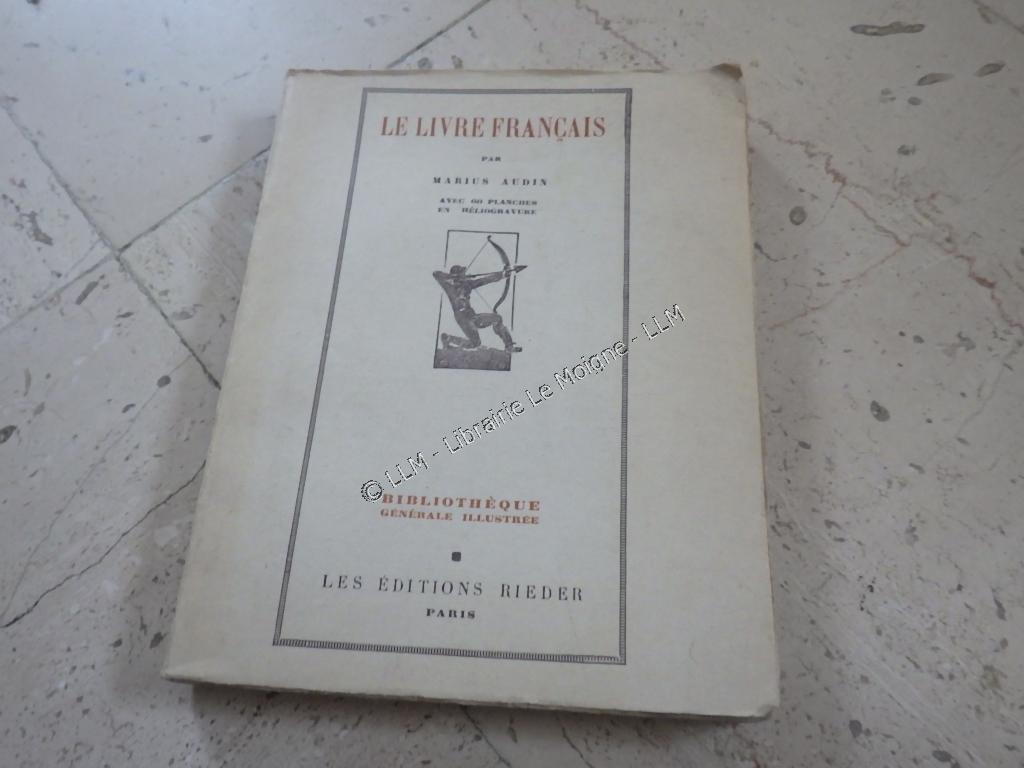 LE LIVRE FRANÇAIS
PAR
MARIUS AUDIN
AVEC 60 PLANCHES
EN HÉLIOGRAVURE
© LLM - Librairie Le Moigne - LLM
BIBLIOTHÈQUE
GÉNÉRALE ILLUSTRÉE
LES ÉDITIONS RIEDER
PARIS